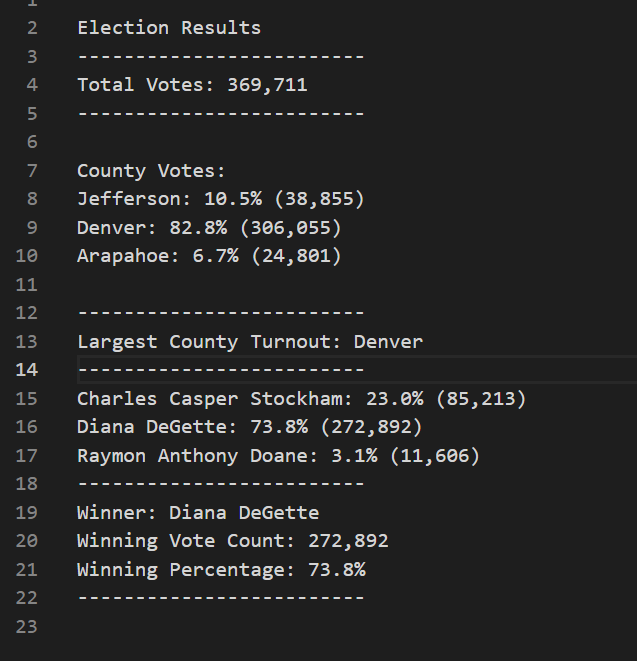 1
2 Election Results
3 -------------------------
4 Total Votes: 369,711
5 -------------------------
6
7 County Votes:
8 Jefferson: 10.5% (38,855)
9 Denver: 82.8% (306,055)
10 Arapahoe: 6.7% (24,801)
11
12 -------------------------
13 Largest County Turnout: Denver
14 -------------------------
15 Charles Casper Stockham: 23.0% (85,213)
16 Diana DeGette: 73.8% (272,892)
17 Raymon Anthony Doane: 3.1% (11,606)
18 -------------------------
19 Winner: Diana DeGette
20 Winning Vote Count: 272,892
21 Winning Percentage: 73.8%
22 -------------------------
23